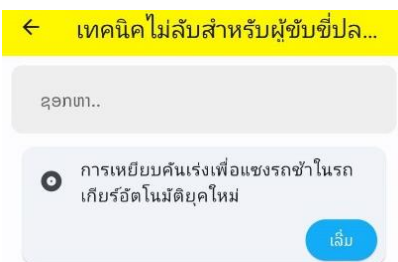 ← เทคนิคไม่ลับสำหรับผู้ขับขี่ปล...
ຊອກຫາ..
การเหยียบคันเร่งเพื่อแซงรถช้าในรถ
เกียร์อัตโนมัติยุคใหม่
ເລີ່ມ